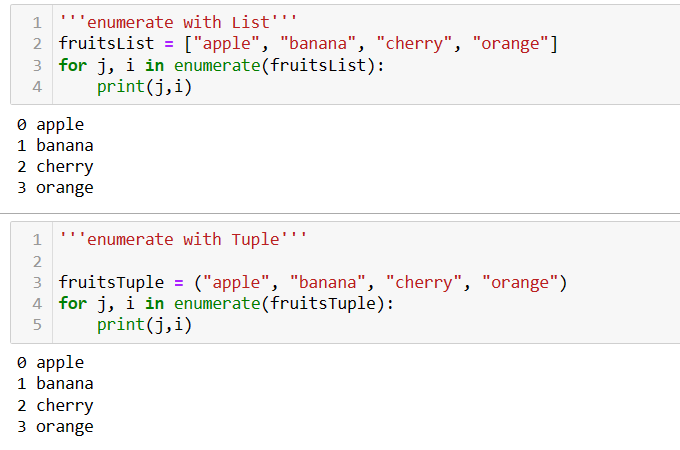 1 '''enumerate with List'''
2 fruitsList = ["apple", "banana", "cherry", "orange"]
3 for j, i in enumerate(fruitsList):
4     print(j,i)
0 apple
1 banana
2 cherry
3 orange
1 '''enumerate with Tuple'''
2
3 fruitsTuple = ("apple", "banana", "cherry", "orange")
4 for j, i in enumerate(fruitsTuple):
5     print(j,i)
0 apple
1 banana
2 cherry
3 orange